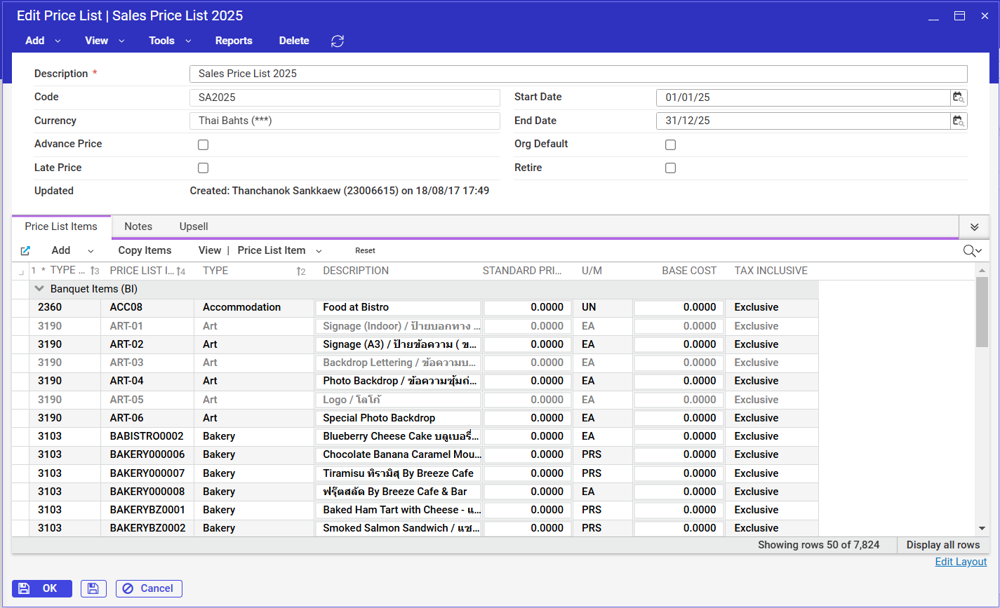 Edit Price List | Sales Price List 2025
Add View Tools Reports Delete
Description * Sales Price List 2025
Code SA2025 Start Date 01/01/25
Currency Thai Bahts (***) End Date 31/12/25
Advance Price Org Default
Late Price Retire
Updated Created: Thanchanok Sankkaew (23006615) on 18/08/17 17:49
Price List Items Notes Upsell
Add Copy Items View | Price List Item Reset
1 * TYPE ... 3 PRICE LIST I... 4 TYPE 2 DESCRIPTION STANDARD PRI... U/M BASE COST TAX INCLUSIVE
Banquet Items (BI)
2360 ACC08 Accommodation Food at Bistro 0.0000 UN 0.0000 Exclusive
3190 ART-01 Art Signage (Indoor) / ป้ายบอกทาง ... 0.0000 EA 0.0000 Exclusive
3190 ART-02 Art Signage (A3) / ป้ายข้อความ ( ข... 0.0000 EA 0.0000 Exclusive
3190 ART-03 Art Backdrop Lettering / ข้อความบ... 0.0000 EA 0.0000 Exclusive
3190 ART-04 Art Photo Backdrop / ข้อความซุ้มถ่... 0.0000 EA 0.0000 Exclusive
3190 ART-05 Art Logo / โลโก้ 0.0000 EA 0.0000 Exclusive
3190 ART-06 Art Special Photo Backdrop 0.0000 EA 0.0000 Exclusive
3103 BABISTRO0002 Bakery Blueberry Cheese Cake บลูเบอรี่... 0.0000 EA 0.0000 Exclusive
3103 BAKERY000006 Bakery Chocolate Banana Caramel Mou... 0.0000 PRS 0.0000 Exclusive
3103 BAKERY000007 Bakery Tiramisu ทิรามิสุ By Breeze Cafe 0.0000 PRS 0.0000 Exclusive
3103 BAKERY000008 Bakery ฟรุ๊ตสลัด By Breeze Cafe & Bar 0.0000 EA 0.0000 Exclusive
3103 BAKERYBZ0001 Bakery Baked Ham Tart with Cheese - แ... 0.0000 PRS 0.0000 Exclusive
3103 BAKERYBZ0002 Bakery Smoked Salmon Sandwich / แซ... 0.0000 PRS 0.0000 Exclusive
Showing rows 50 of 7,824 Display all rows
Edit Layout
OK Cancel